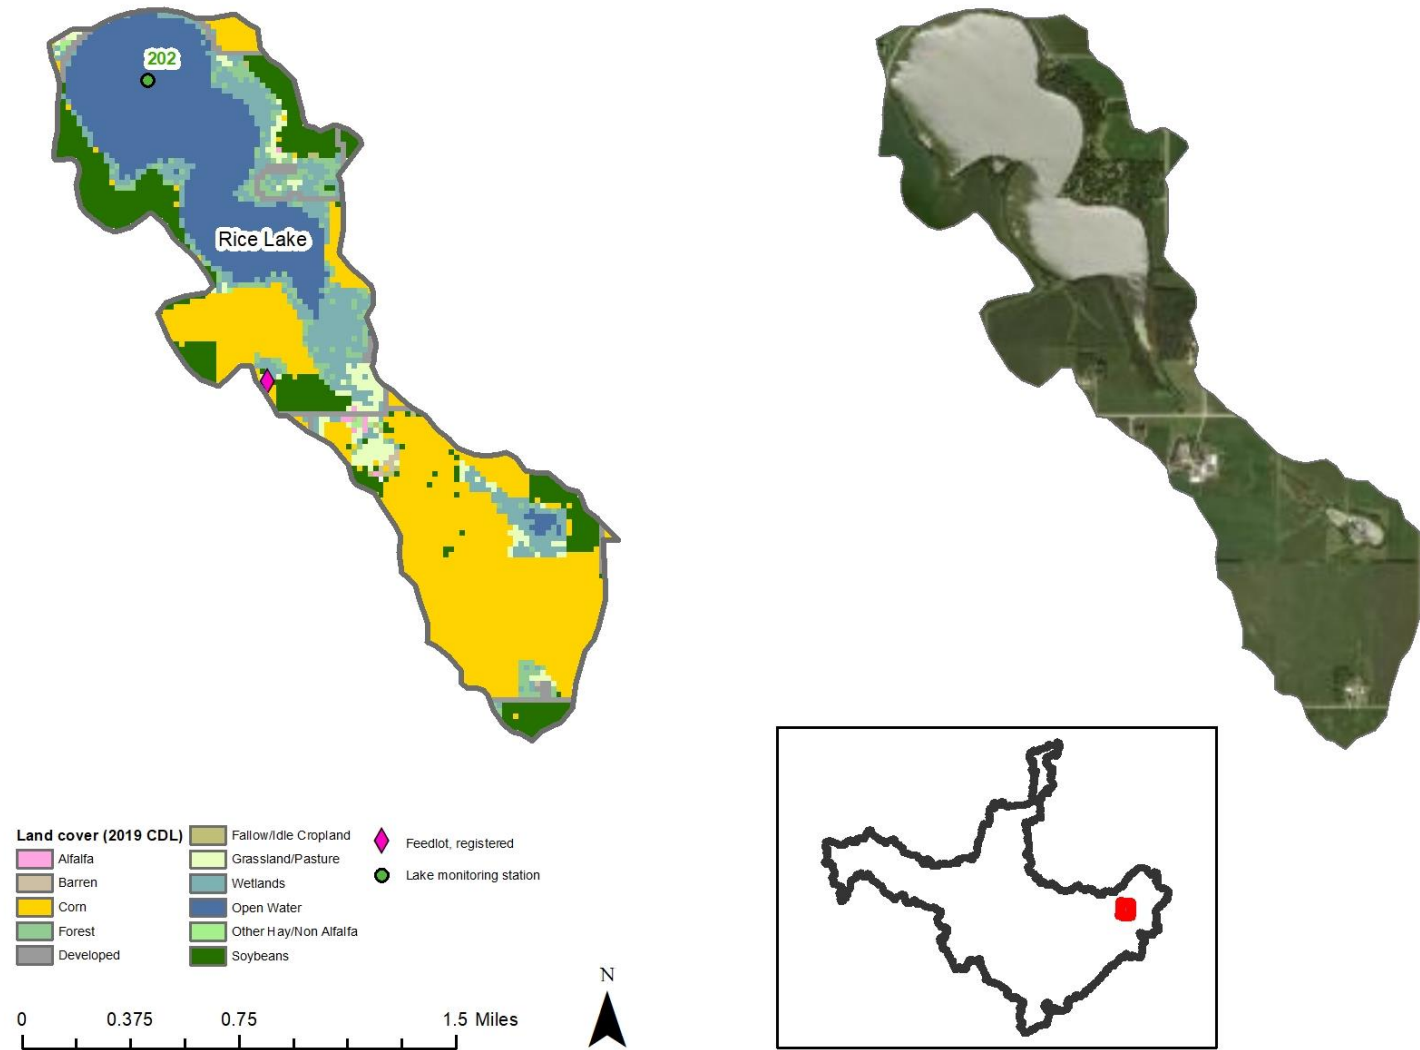 202
Rice Lake
Land cover (2019 CDL)
Alfalfa
Barren
Corn
Forest
Developed
Fallow/Idle Cropland
Grassland/Pasture
Wetlands
Open Water
Other Hay/Non Alfalfa
Soybeans
Feedlot, registered
Lake monitoring station
N
0 0.375 0.75 1.5 Miles